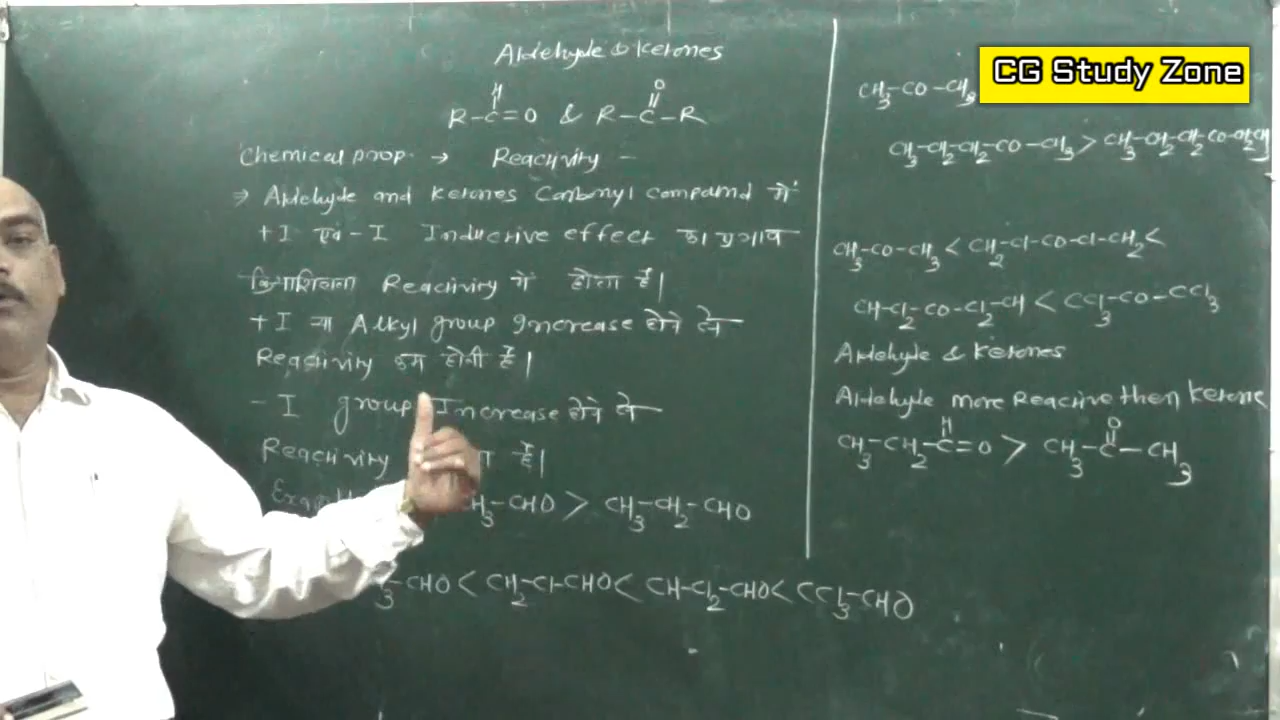 Aldehyde & Ketones
H
R-C=O & R-C-R
O
Chemical prop. → Reactivity -
⇒ Aldehyde and Ketones Carbonyl compound में
+I एवं -I Inductive effect का प्रभाव
Reactivity में होता है|
+I या Alkyl group Increase होने से
Reactivity कम होती है|
- I group Increase होने से
Reactivity है|
H3-CHO > CH3-CH2-CHO
3-CHO < CH2-Cl-CHO < CH-Cl2-CHO < CCl3-CHO
CG Study Zone
CH3-CO-CH3
CH3-CH2-CH2-CO-CH3 > CH3-CH2-CH2-CO-CH2-CH3
CH3-CO-CH3 < CH2-Cl-CO-Cl-CH2 <
CH-Cl2-CO-Cl2-CH < CCl3-CO-CCl3
Aldehyde & Ketones
Aldehyde more Reactive then Ketone
H O
CH3-CH2-C=O > CH3-C-CH3